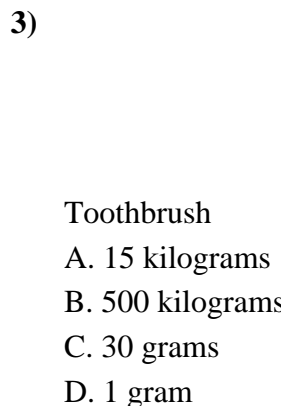 3)
Toothbrush
A. 15 kilograms
B. 500 kilograms
C. 30 grams
D. 1 gram